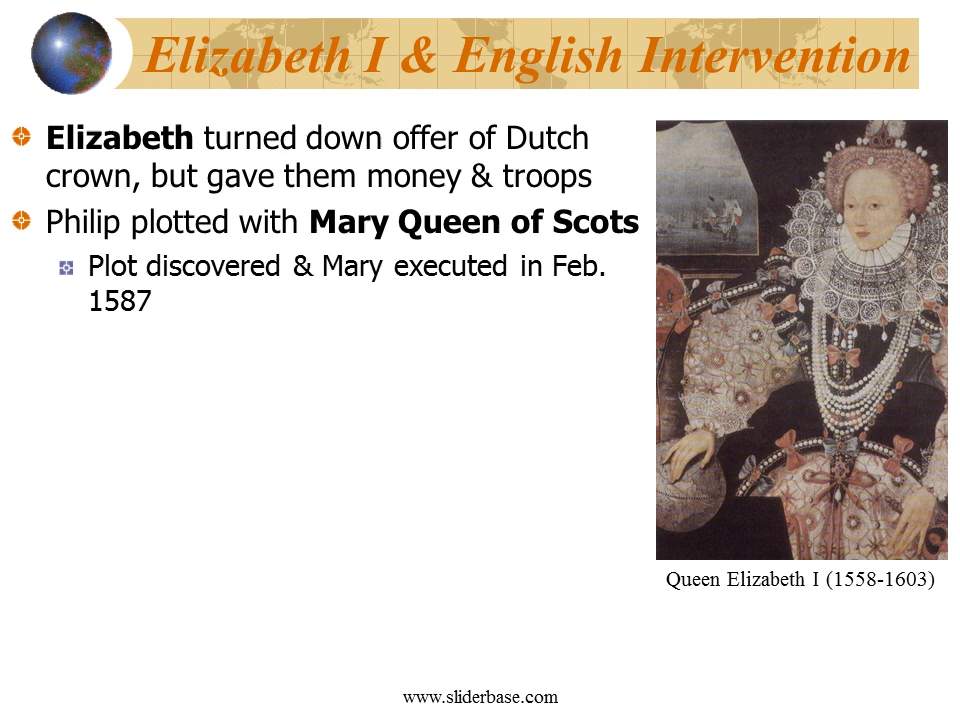 Elizabeth I & English Intervention
Elizabeth turned down offer of Dutch
crown, but gave them money & troops
Philip plotted with Mary Queen of Scots
Plot discovered & Mary executed in Feb.
1587
Queen Elizabeth I (1558-1603)
www.sliderbase.com